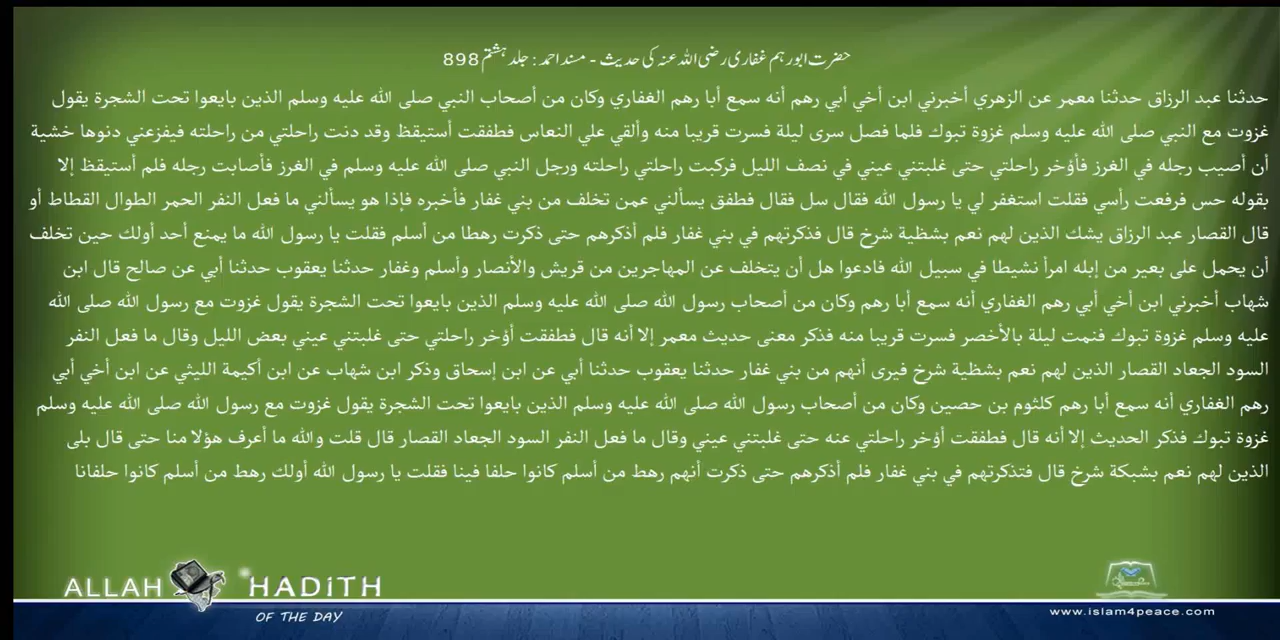 حضرت ابورہم غفاری رضی اللہ عنہ کی حدیث - مسند احمد : جلد ہشتم 898
حدثنا عبد الرزاق حدثنا معمر عن الزهري أخبرني ابن أخي أبي رهم أنه سمع أبا رهم الغفاري وكان من أصحاب النبي صلى الله عليه وسلم الذين بايعوا تحت الشجرة يقول
غزوت مع النبي صلى الله عليه وسلم غزوة تبوك فلما فصل سرى ليلة فسرت قريبا منه وألقي علي النعاس فطفقت أستيقظ وقد دنت راحلتي من راحلته فيفزعني دنوها خشية
أن أصيب رجله في الغرز فأؤخر راحلتي حتى غلبتني عيني في نصف الليل فركبت راحلتي راحلته ورجل النبي صلى الله عليه وسلم في الغرز فأصابت رجله فلم أستيقظ إلا
بقوله حس فرفعت رأسي فقلت استغفر لي يا رسول الله فقال سل فقال فطفق يسألني عمن تخلف من بني غفار فأخبره فإذا هو يسألني ما فعل النفر الحمر الطوال القطاط أو
قال القصار عبد الرزاق يشك الذين لهم نعم بشظية شرخ قال فذكرتهم في بني غفار فلم أذكرهم حتى ذكرت رهطا من أسلم فقلت يا رسول الله ما يمنع أحد أولك حين تخلف
أن يحمل على بعير من إبله امرأ نشيطا في سبيل الله فادعوا هل أن يتخلف عن المهاجرين من قريش والأنصار وأسلم وغفار حدثنا يعقوب حدثنا أبي عن صالح قال ابن
شهاب أخبرني ابن أخي أبي رهم الغفاري أنه سمع أبا رهم وكان من أصحاب رسول الله صلى الله عليه وسلم الذين بايعوا تحت الشجرة يقول غزوت مع رسول الله صلى الله
عليه وسلم غزوة تبوك فنمت ليلة بالأخصر فسرت قريبا منه فذكر معنى حديث معمر إلا أنه قال فطفقت أؤخر راحلتي حتى غلبتني عيني بعض الليل وقال ما فعل النفر
السود الجعاد القصار الذين لهم نعم بشظية شرخ فيرى أنهم من بني غفار حدثنا يعقوب حدثنا أبي عن ابن إسحاق وذكر ابن شهاب عن ابن أكيمة الليثي عن ابن أخي أبي
رهم الغفاري أنه سمع أبا رهم كلثوم بن حصين وكان من أصحاب رسول الله صلى الله عليه وسلم الذين بايعوا تحت الشجرة يقول غزوت مع رسول الله صلى الله عليه وسلم
غزوة تبوك فذكر الحديث إلا أنه قال فطفقت أؤخر راحلتي عنه حتى غلبتني عيني وقال ما فعل النفر السود الجعاد القصار قال قلت والله ما أعرف هؤلا منا حتى قال بلى
الذين لهم نعم بشبكة شرخ قال فتذكرتهم في بني غفار فلم أذكرهم حتى ذكرت أنهم رهط من أسلم كانوا حلفا فينا فقلت يا رسول الله أولك رهط من أسلم كانوا حلفانا
ALLAH HADITH
OF THE DAY
www.islam4peace.com